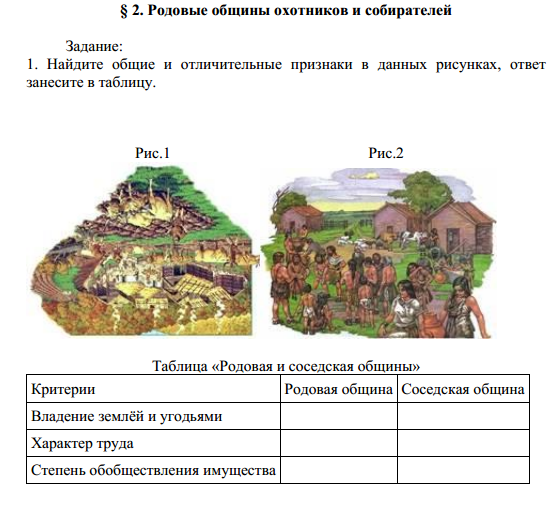 § 2. Родовые общины охотников и собирателей
Задание:
1. Найдите общие и отличительные признаки в данных рисунках, ответ
занесите в таблицу.
Рис.1 Рис.2
Таблица «Родовая и соседская общины»
Критерии Родовая община Соседская община
Владение землёй и угодьями
Характер труда
Степень обобществления имущества